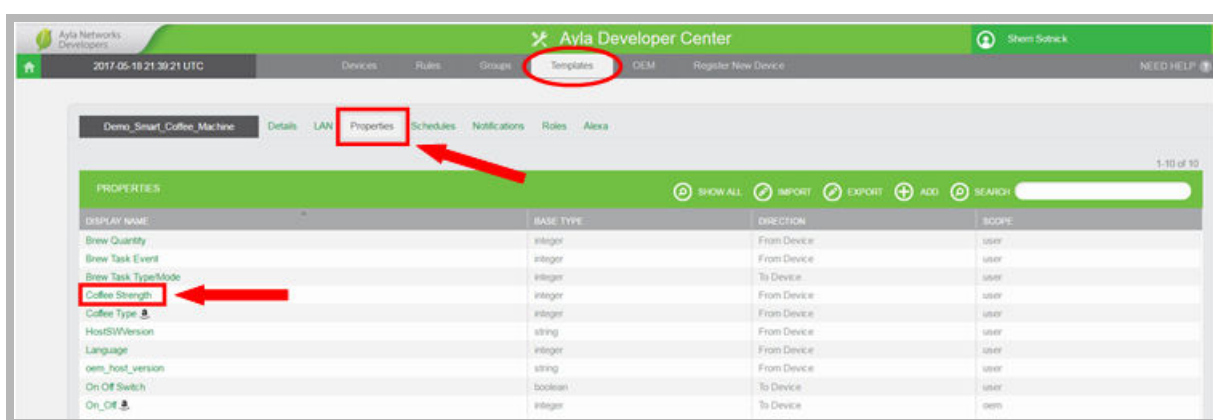 Ayla Networks
Developers
Ayla Developer Center
Sherri Sotnick
2017-05-18 21:39:21 UTC
Devices Rules Groups Templates OEM Register New Device
NEED HELP
Demo_Smart_Coffee_Machine Details LAN Properties Schedules Notifications Roles Alexa
1-10 of 10
PROPERTIES SHOW ALL IMPORT EXPORT ADD SEARCH
DISPLAY NAME BASE TYPE DIRECTION SCOPE
Brew Quantity integer From Device user
Brew Task Event integer From Device user
Brew Task Type/Mode integer To Device user
Coffee Strength integer From Device user
Coffee Type integer From Device user
HostSWVersion string From Device user
Language integer From Device user
oem_host_version string From Device user
On Off Switch boolean To Device user
On_Off integer To Device oem